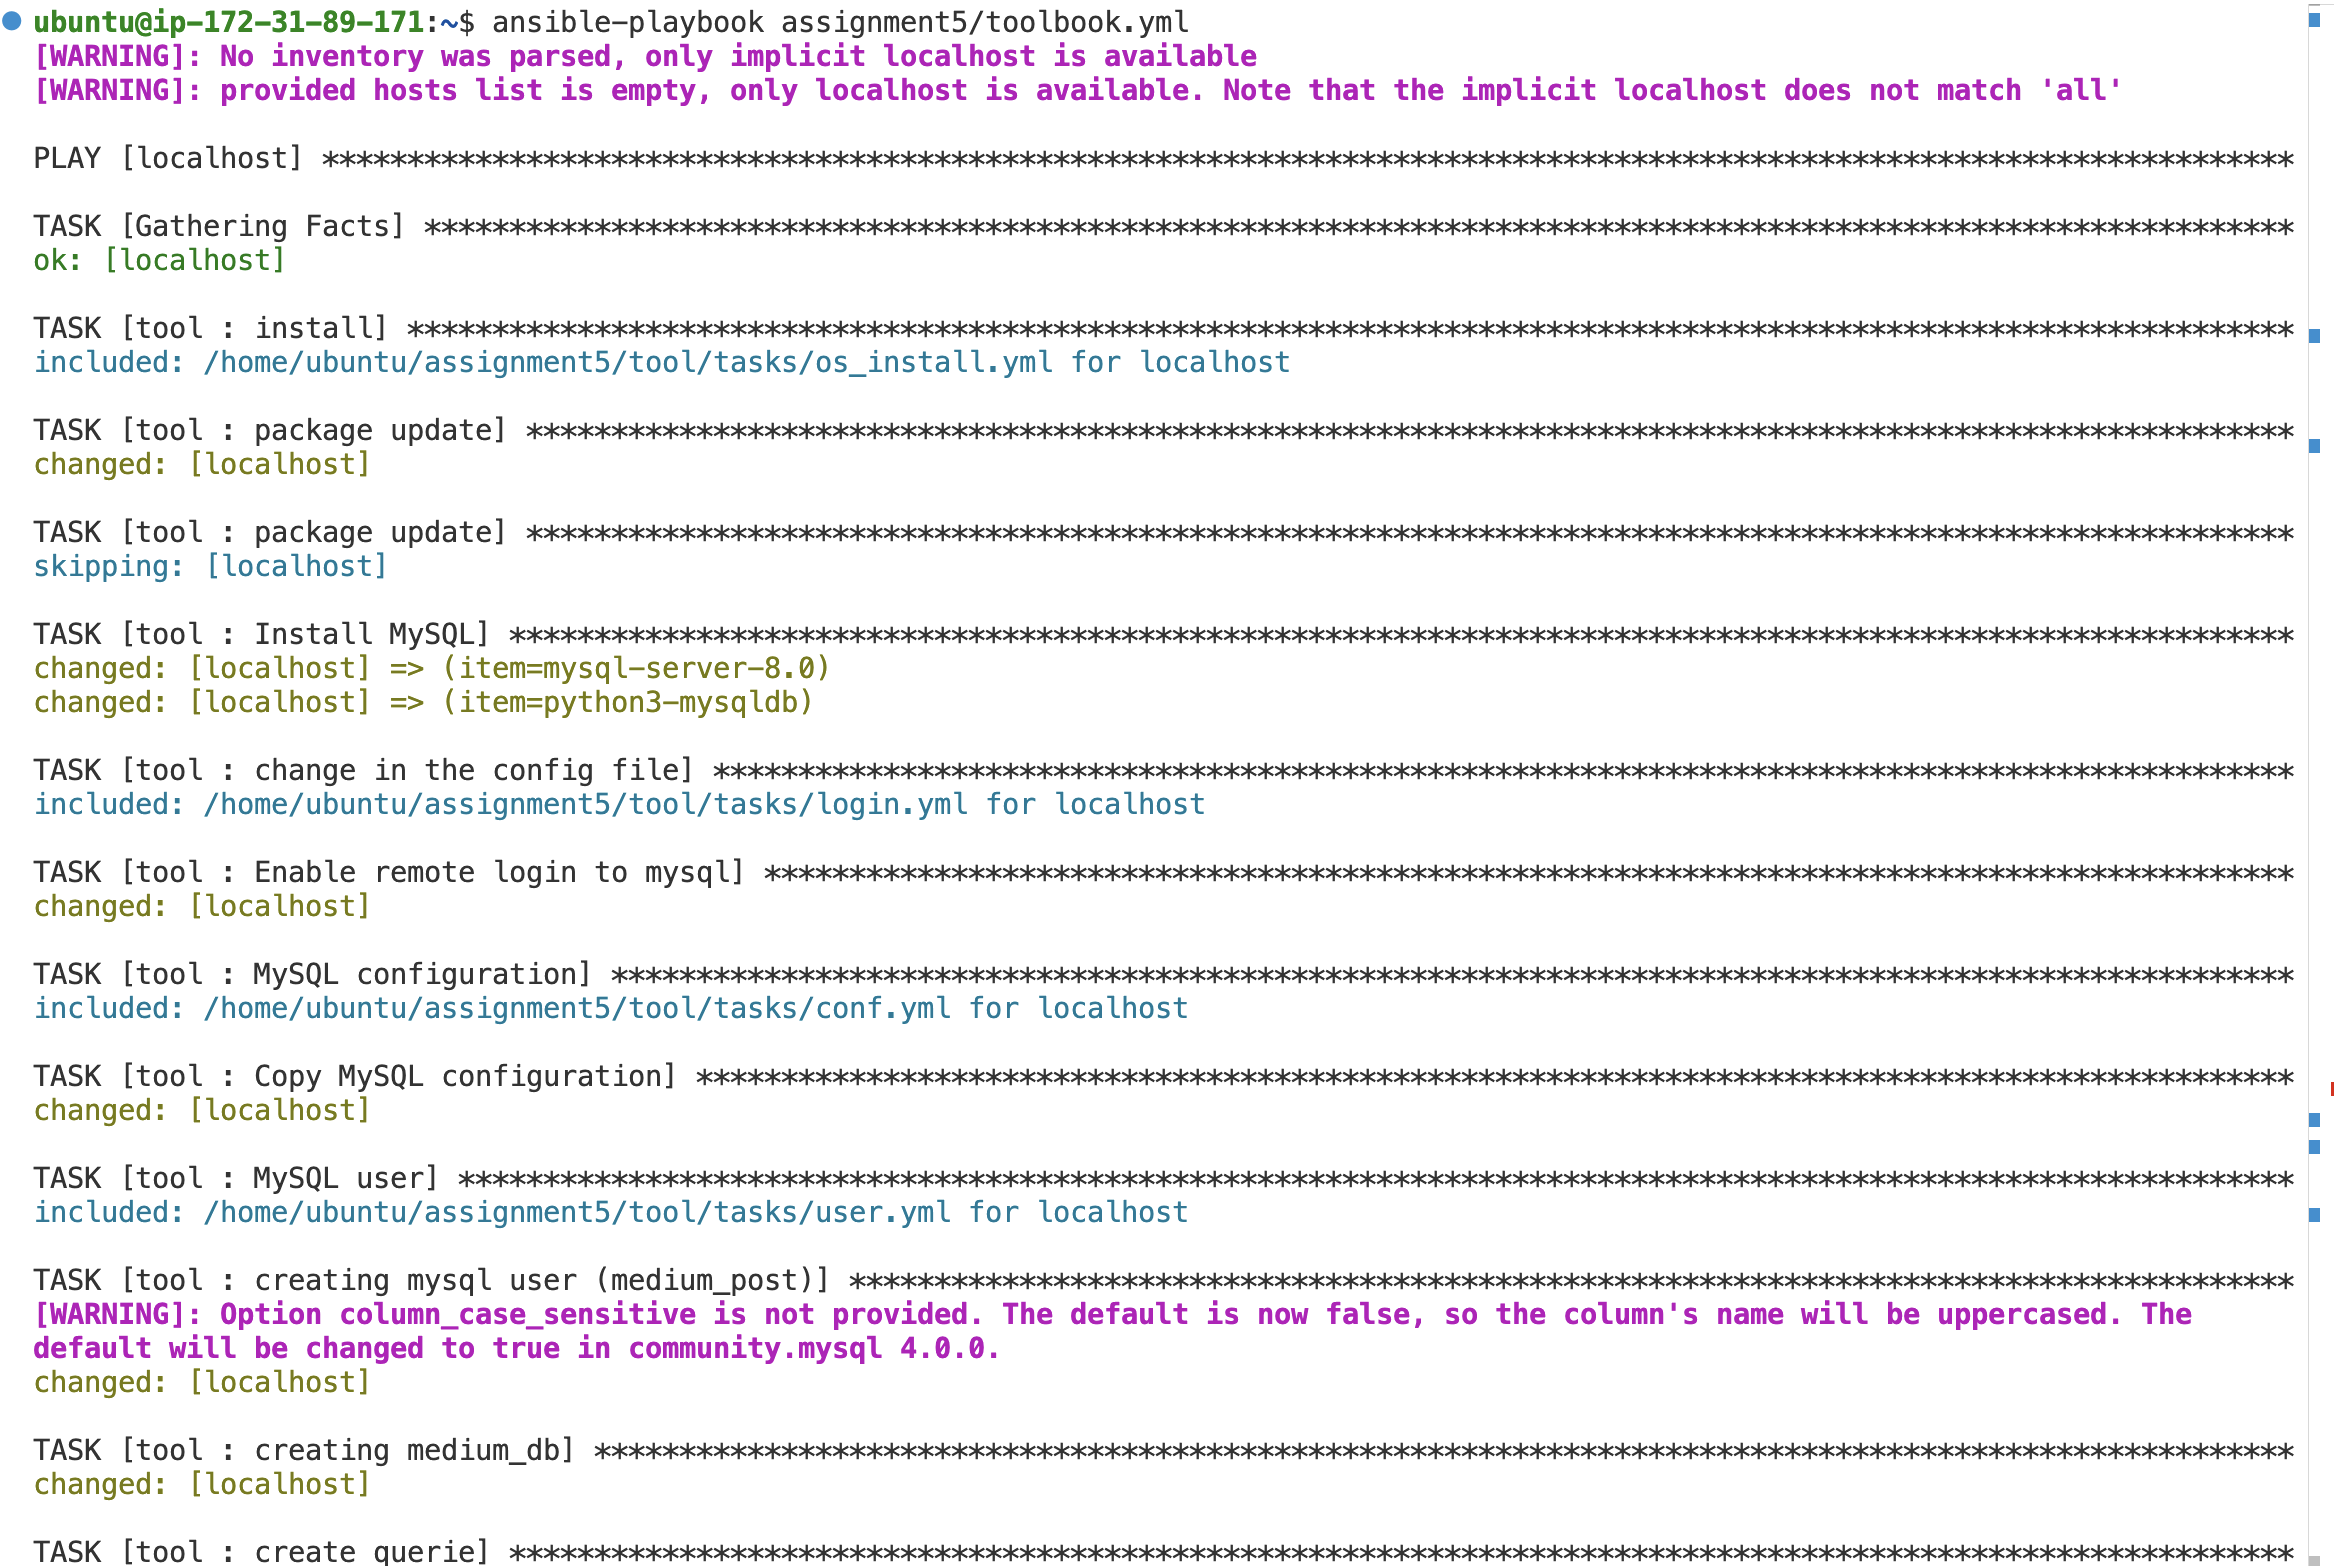 ubuntu@ip-172-31-89-171:~$ ansible-playbook assignment5/toolbook.yml
[WARNING]: No inventory was parsed, only implicit localhost is available
[WARNING]: provided hosts list is empty, only localhost is available. Note that the implicit localhost does not match 'all'
PLAY [localhost] ********************************************************************************************************************
TASK [Gathering Facts] **************************************************************************************************************
ok: [localhost]
TASK [tool : install] ***************************************************************************************************************
included: /home/ubuntu/assignment5/tool/tasks/os_install.yml for localhost
TASK [tool : package update] ********************************************************************************************************
changed: [localhost]
TASK [tool : package update] ********************************************************************************************************
skipping: [localhost]
TASK [tool : Install MySQL] *********************************************************************************************************
changed: [localhost] => (item=mysql-server-8.0)
changed: [localhost] => (item=python3-mysqldb)
TASK [tool : change in the config file] *********************************************************************************************
included: /home/ubuntu/assignment5/tool/tasks/login.yml for localhost
TASK [tool : Enable remote login to mysql] ******************************************************************************************
changed: [localhost]
TASK [tool : MySQL configuration] ***************************************************************************************************
included: /home/ubuntu/assignment5/tool/tasks/conf.yml for localhost
TASK [tool : Copy MySQL configuration] **********************************************************************************************
changed: [localhost]
TASK [tool : MySQL user] ************************************************************************************************************
included: /home/ubuntu/assignment5/tool/tasks/user.yml for localhost
TASK [tool : creating mysql user (medium_post)] *************************************************************************************
[WARNING]: Option column_case_sensitive is not provided. The default is now false, so the column's name will be uppercased. The
default will be changed to true in community.mysql 4.0.0.
changed: [localhost]
TASK [tool : creating medium_db] ****************************************************************************************************
changed: [localhost]
TASK [tool : create querie] *********************************************************************************************************